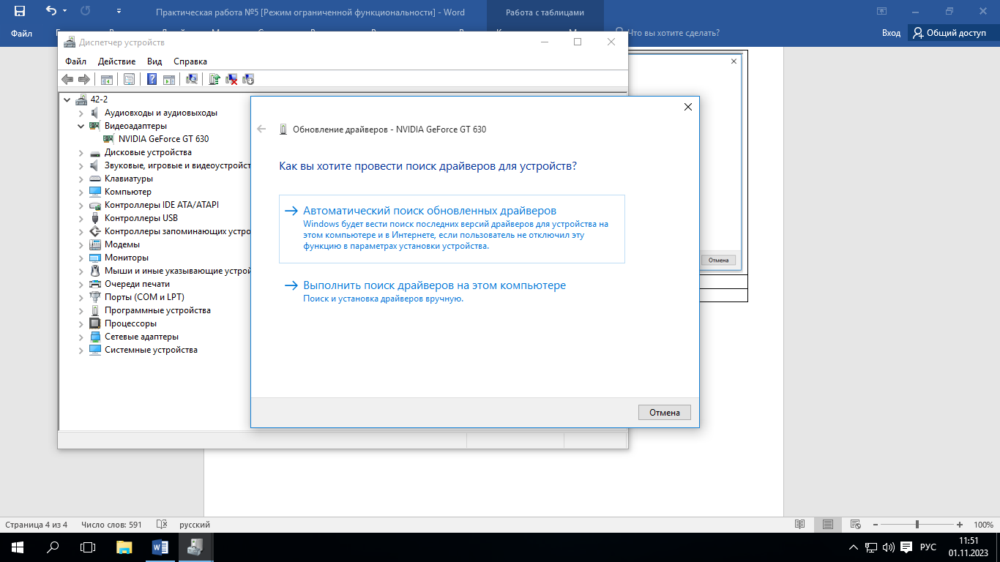 Практическая работа №5 [Режим ограниченной функциональности] - Word
Работа с таблицами
Файл
Что вы хотите сделать?
Вход
Общий доступ
Диспетчер устройств
Файл Действие Вид Справка
42-2
Аудиовходы и аудиовыходы
Видеоадаптеры
NVIDIA GeForce GT 630
Дисковые устройства
Звуковые, игровые и видеоустройст
Клавиатуры
Компьютер
Контроллеры IDE ATA/ATAPI
Контроллеры USB
Контроллеры запоминающих устро
Модемы
Мониторы
Мыши и иные указывающие устрой
Очереди печати
Порты (COM и LPT)
Программные устройства
Процессоры
Сетевые адаптеры
Системные устройства
Обновление драйверов - NVIDIA GeForce GT 630
Как вы хотите провести поиск драйверов для устройств?
Автоматический поиск обновленных драйверов
Windows будет вести поиск последних версий драйверов для устройства на
этом компьютере и в Интернете, если пользователь не отключил эту
функцию в параметрах установки устройства.
Выполнить поиск драйверов на этом компьютере
Поиск и установка драйверов вручную.
Отмена
Отмена
Страница 4 из 4 Число слов: 591 русский
100%
РУС
11:51
01.11.2023